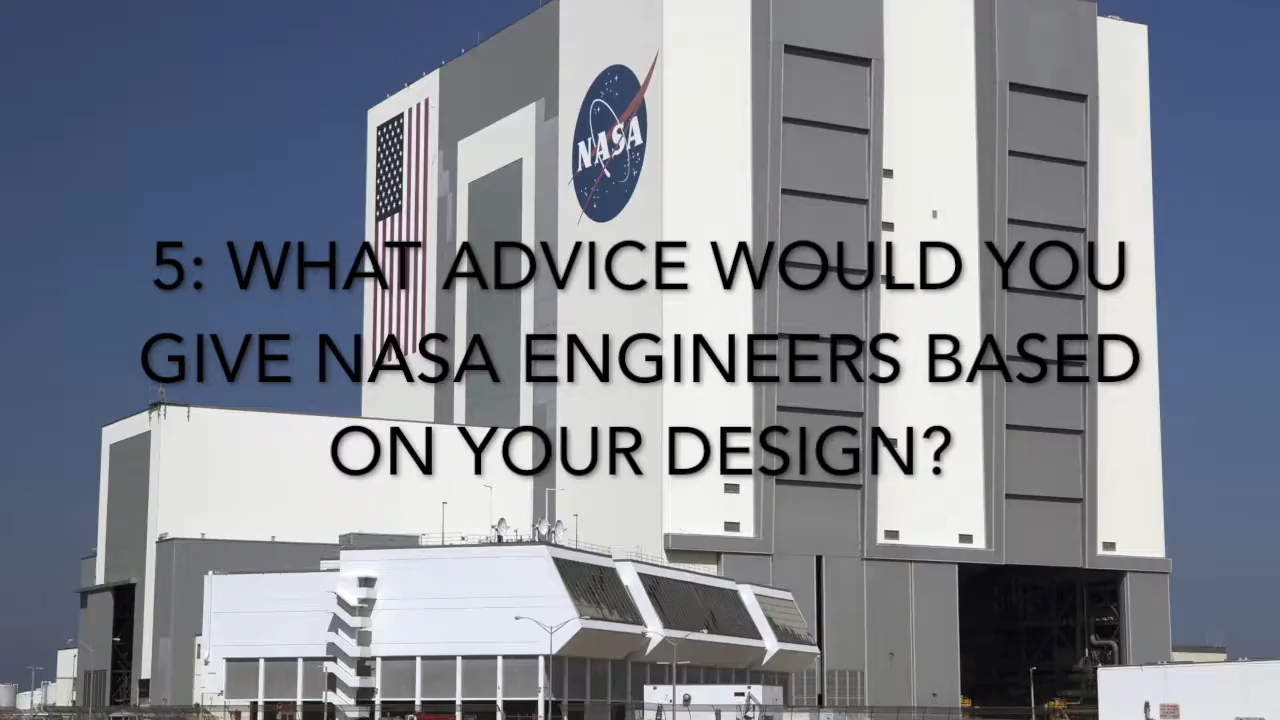 NASA
5: WHAT ADVICE WOULD YOU
GIVE NASA ENGINEERS BASED
ON YOUR DESIGN?